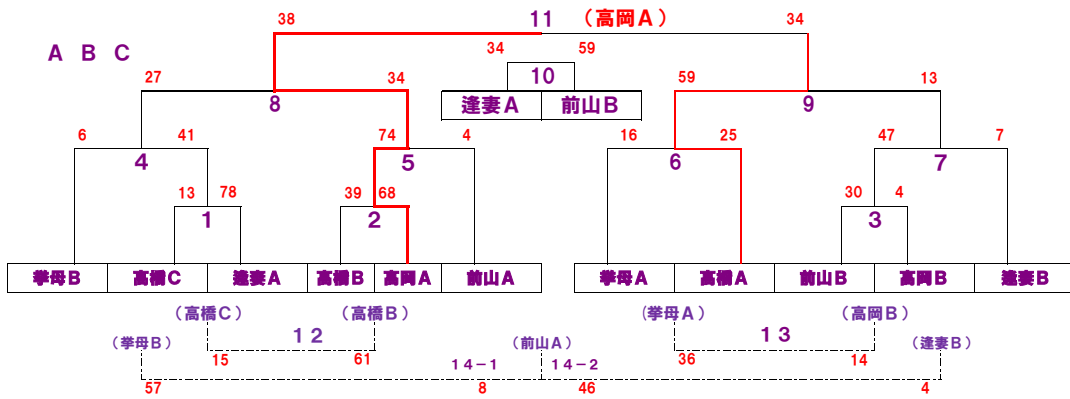 38 11 （高岡A） 34
A B C
34 59
27 34 10 59 13
8 逢妻A 前山B 9
6 41 74 4 16 25 47 7
4 5 6 7
13 78 39 68 30 4
1 2 3
挙母B 高橋C 逢妻A 高橋B 高岡A 前山A 挙母A 高橋A 前山B 高岡B 逢妻B
（高橋C） （高橋B） （挙母A） （高岡B）
（挙母B） 12 （前山A） 13 （逢妻B）
15 61 14－1 14－2 36 14
57 8 46 4